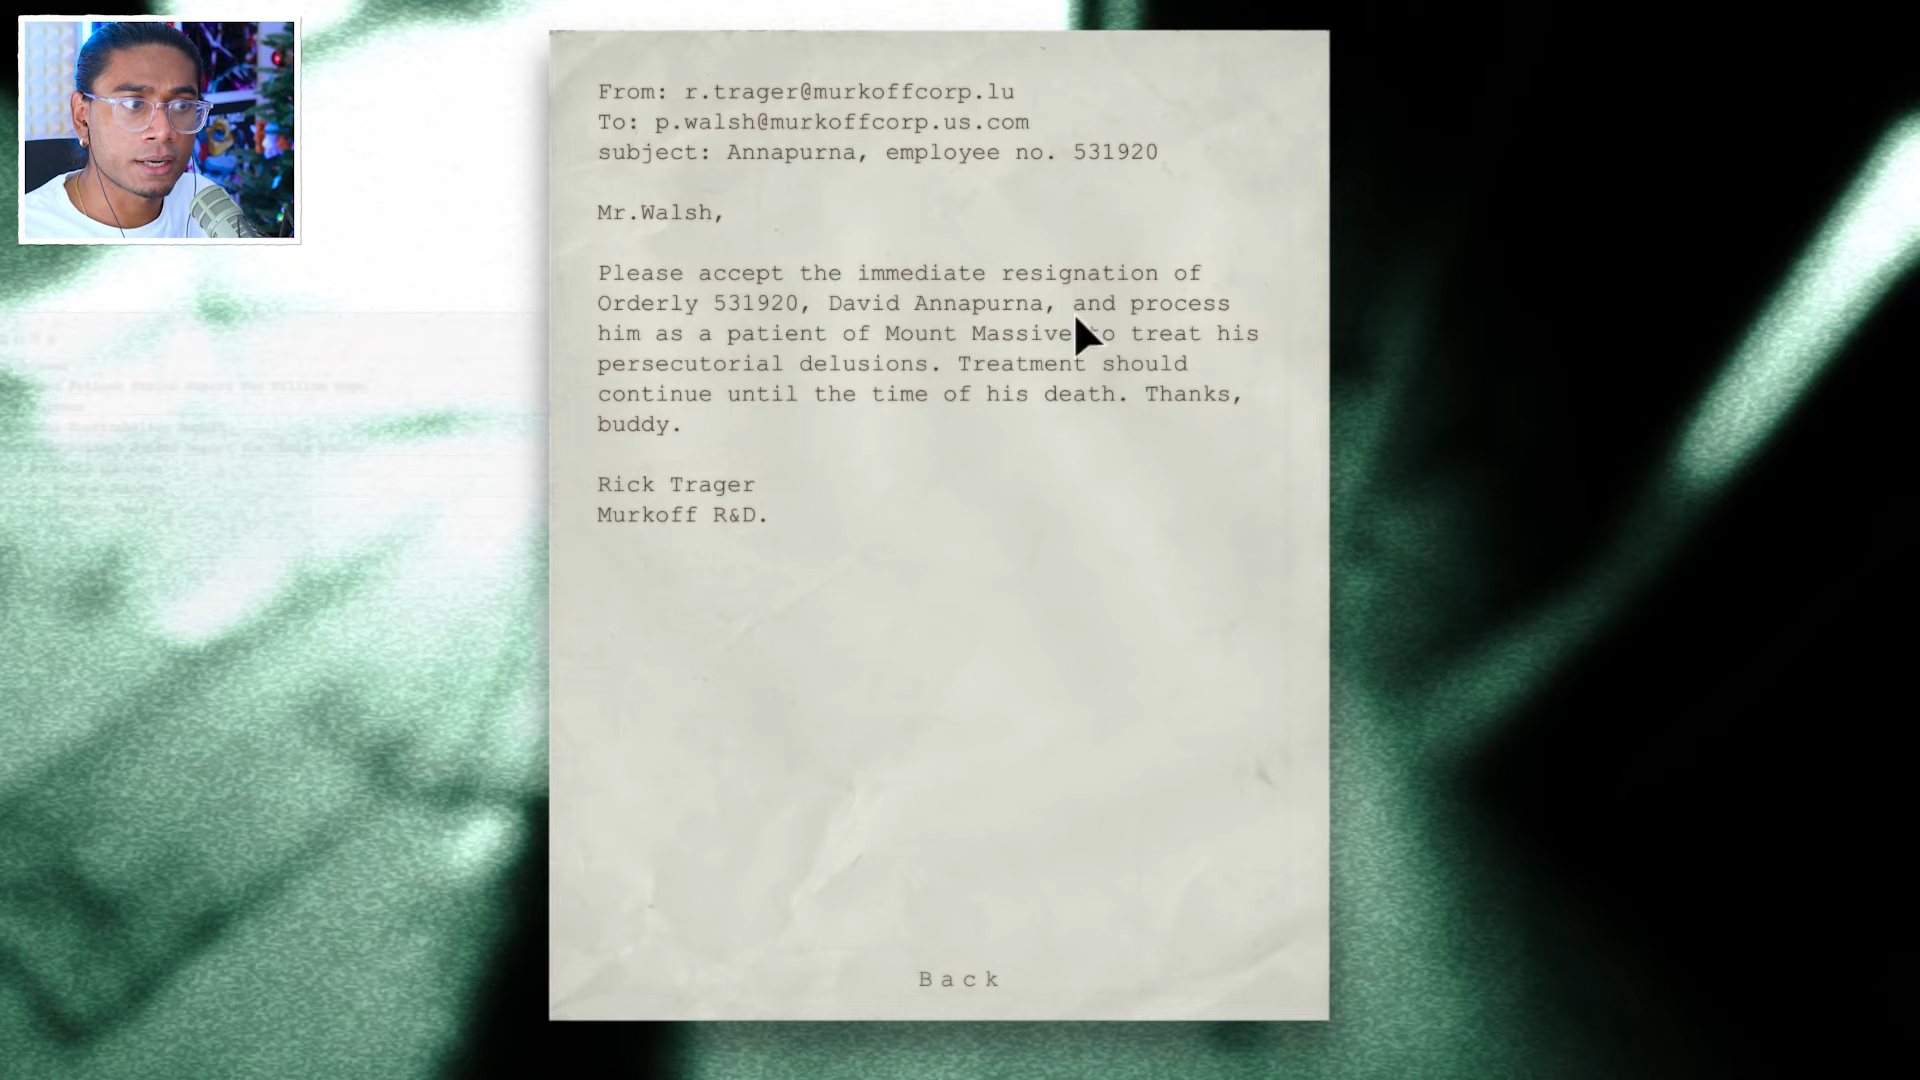 From: r.trager@murkoffcorp.lu
To: p.walsh@murkoffcorp.us.com
subject: Annapurna, employee no. 531920
Mr.Walsh,
Please accept the immediate resignation of
Orderly 531920, David Annapurna, and process
him as a patient of Mount Massive to treat his
persecutorial delusions. Treatment should
continue until the time of his death. Thanks,
buddy.
Rick Trager
Murkoff R&D.
Back